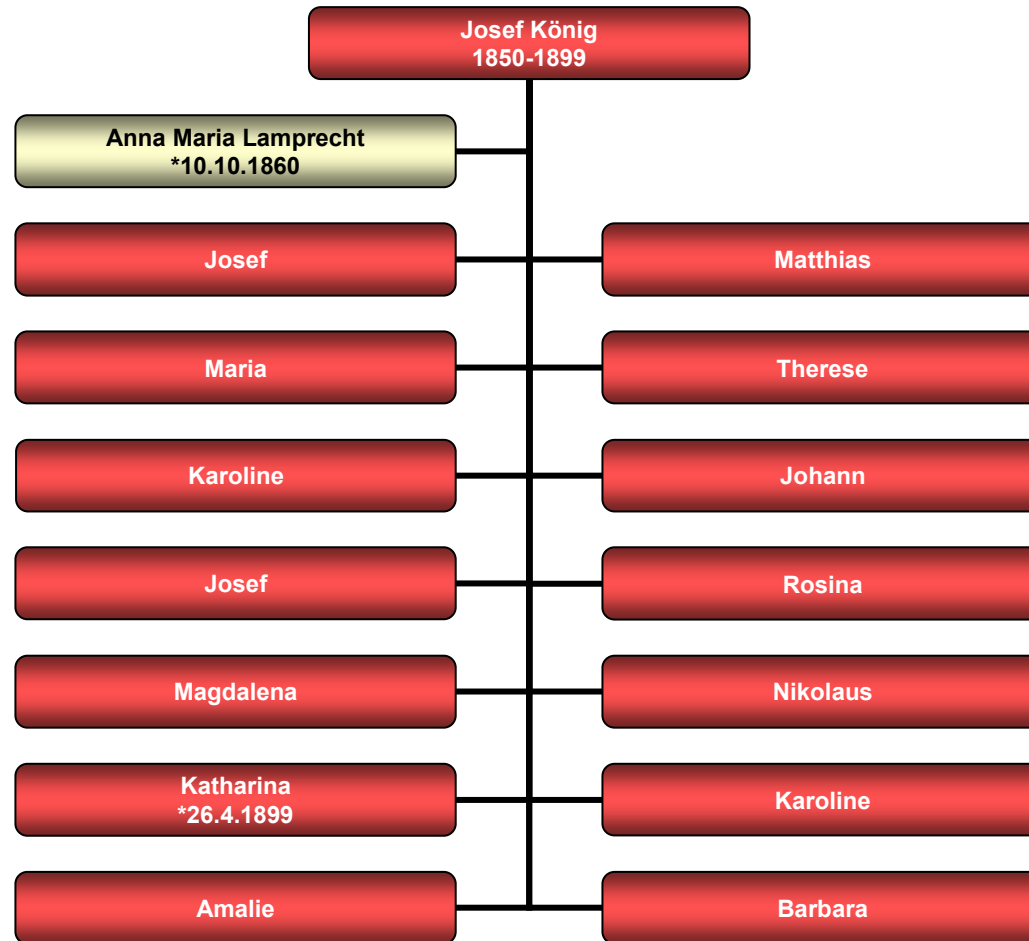 Josef König
1850-1899
Anna Maria Lamprecht
*10.10.1860
Josef
Matthias
Maria
Therese
Karoline
Johann
Josef
Rosina
Magdalena
Nikolaus
Katharina
*26.4.1899
Karoline
Amalie
Barbara